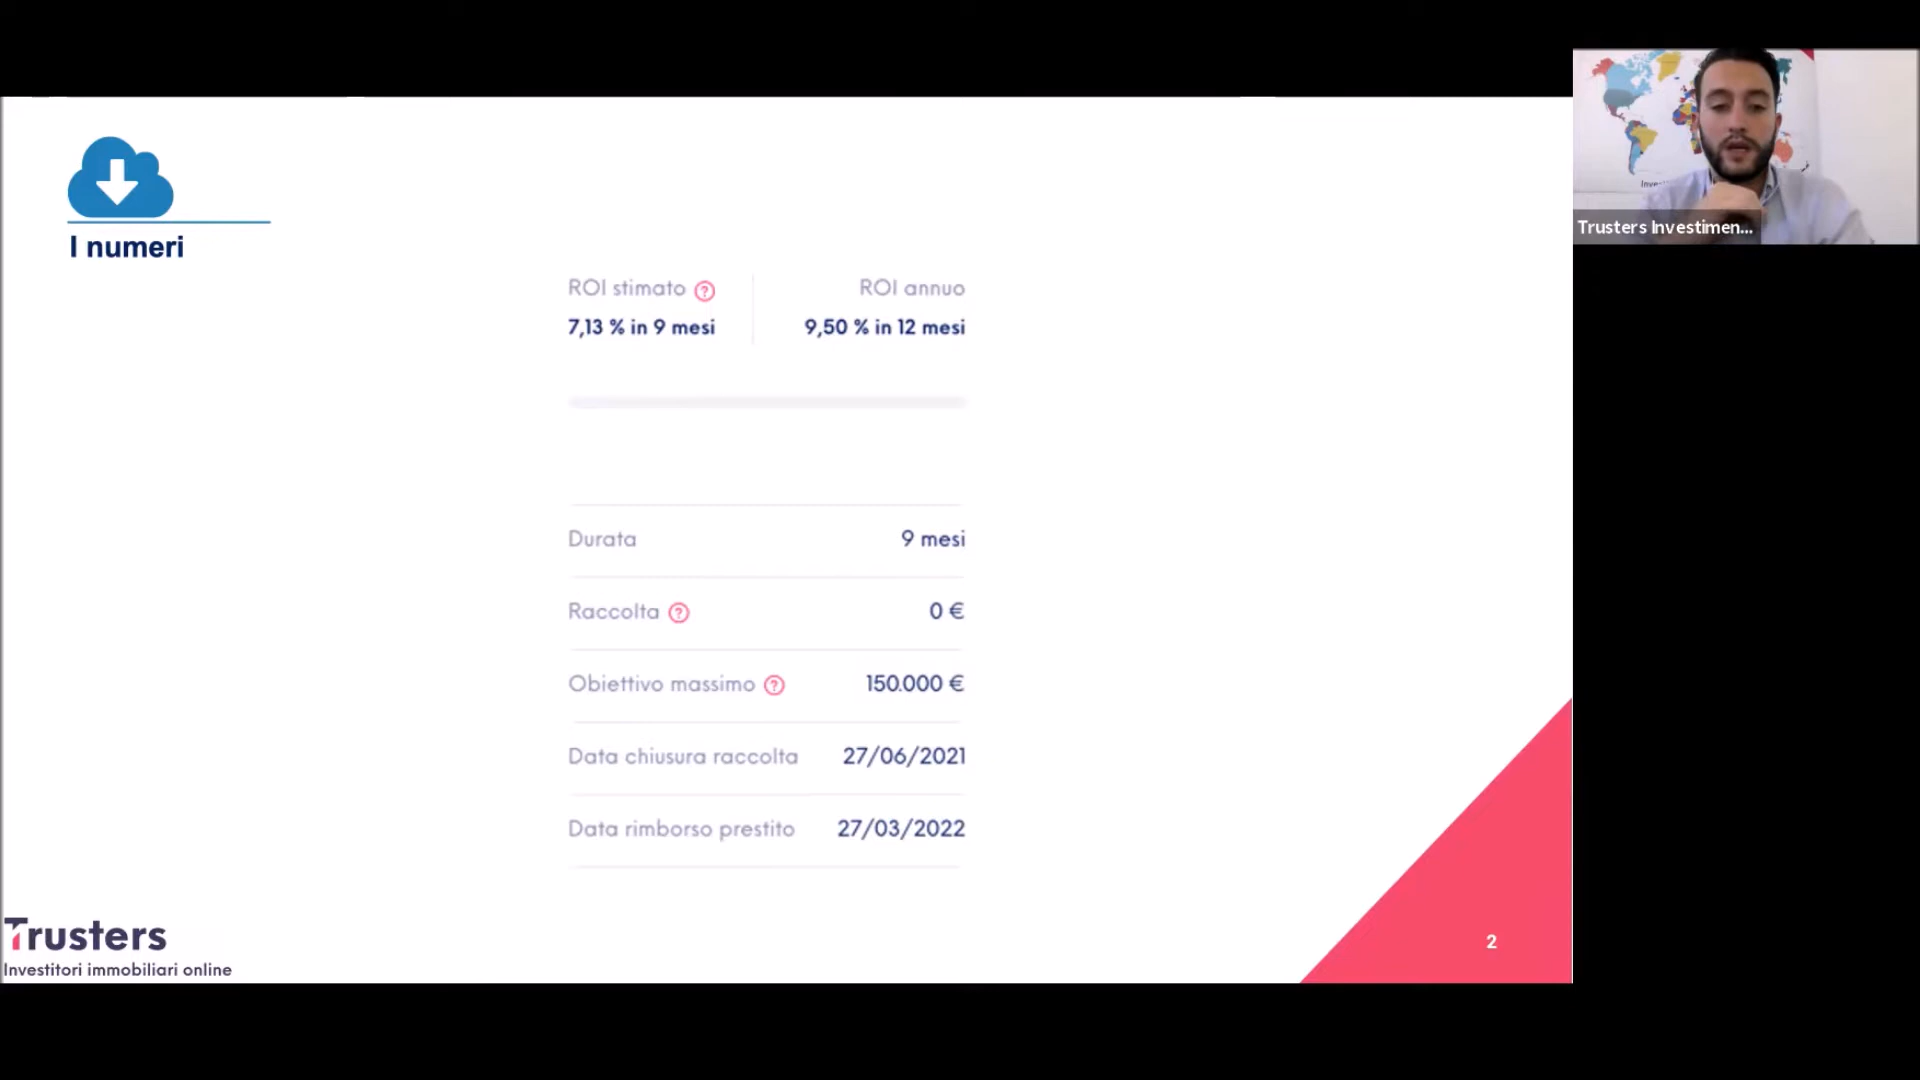 I numeri
ROI stimato ?
ROI annuo
7,13 % in 9 mesi
9,50 % in 12 mesi
Durata
9 mesi
Raccolta ?
0 €
Obiettivo massimo ?
150.000 €
Data chiusura raccolta
27/06/2021
Data rimborso prestito
27/03/2022
Trusters
Investitori immobiliari online
2
Trusters Investimen...